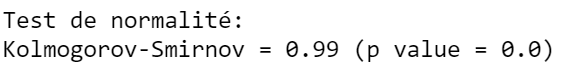 Test de normalité:
Kolmogorov-Smirnov = 0.99 (p value = 0.0)